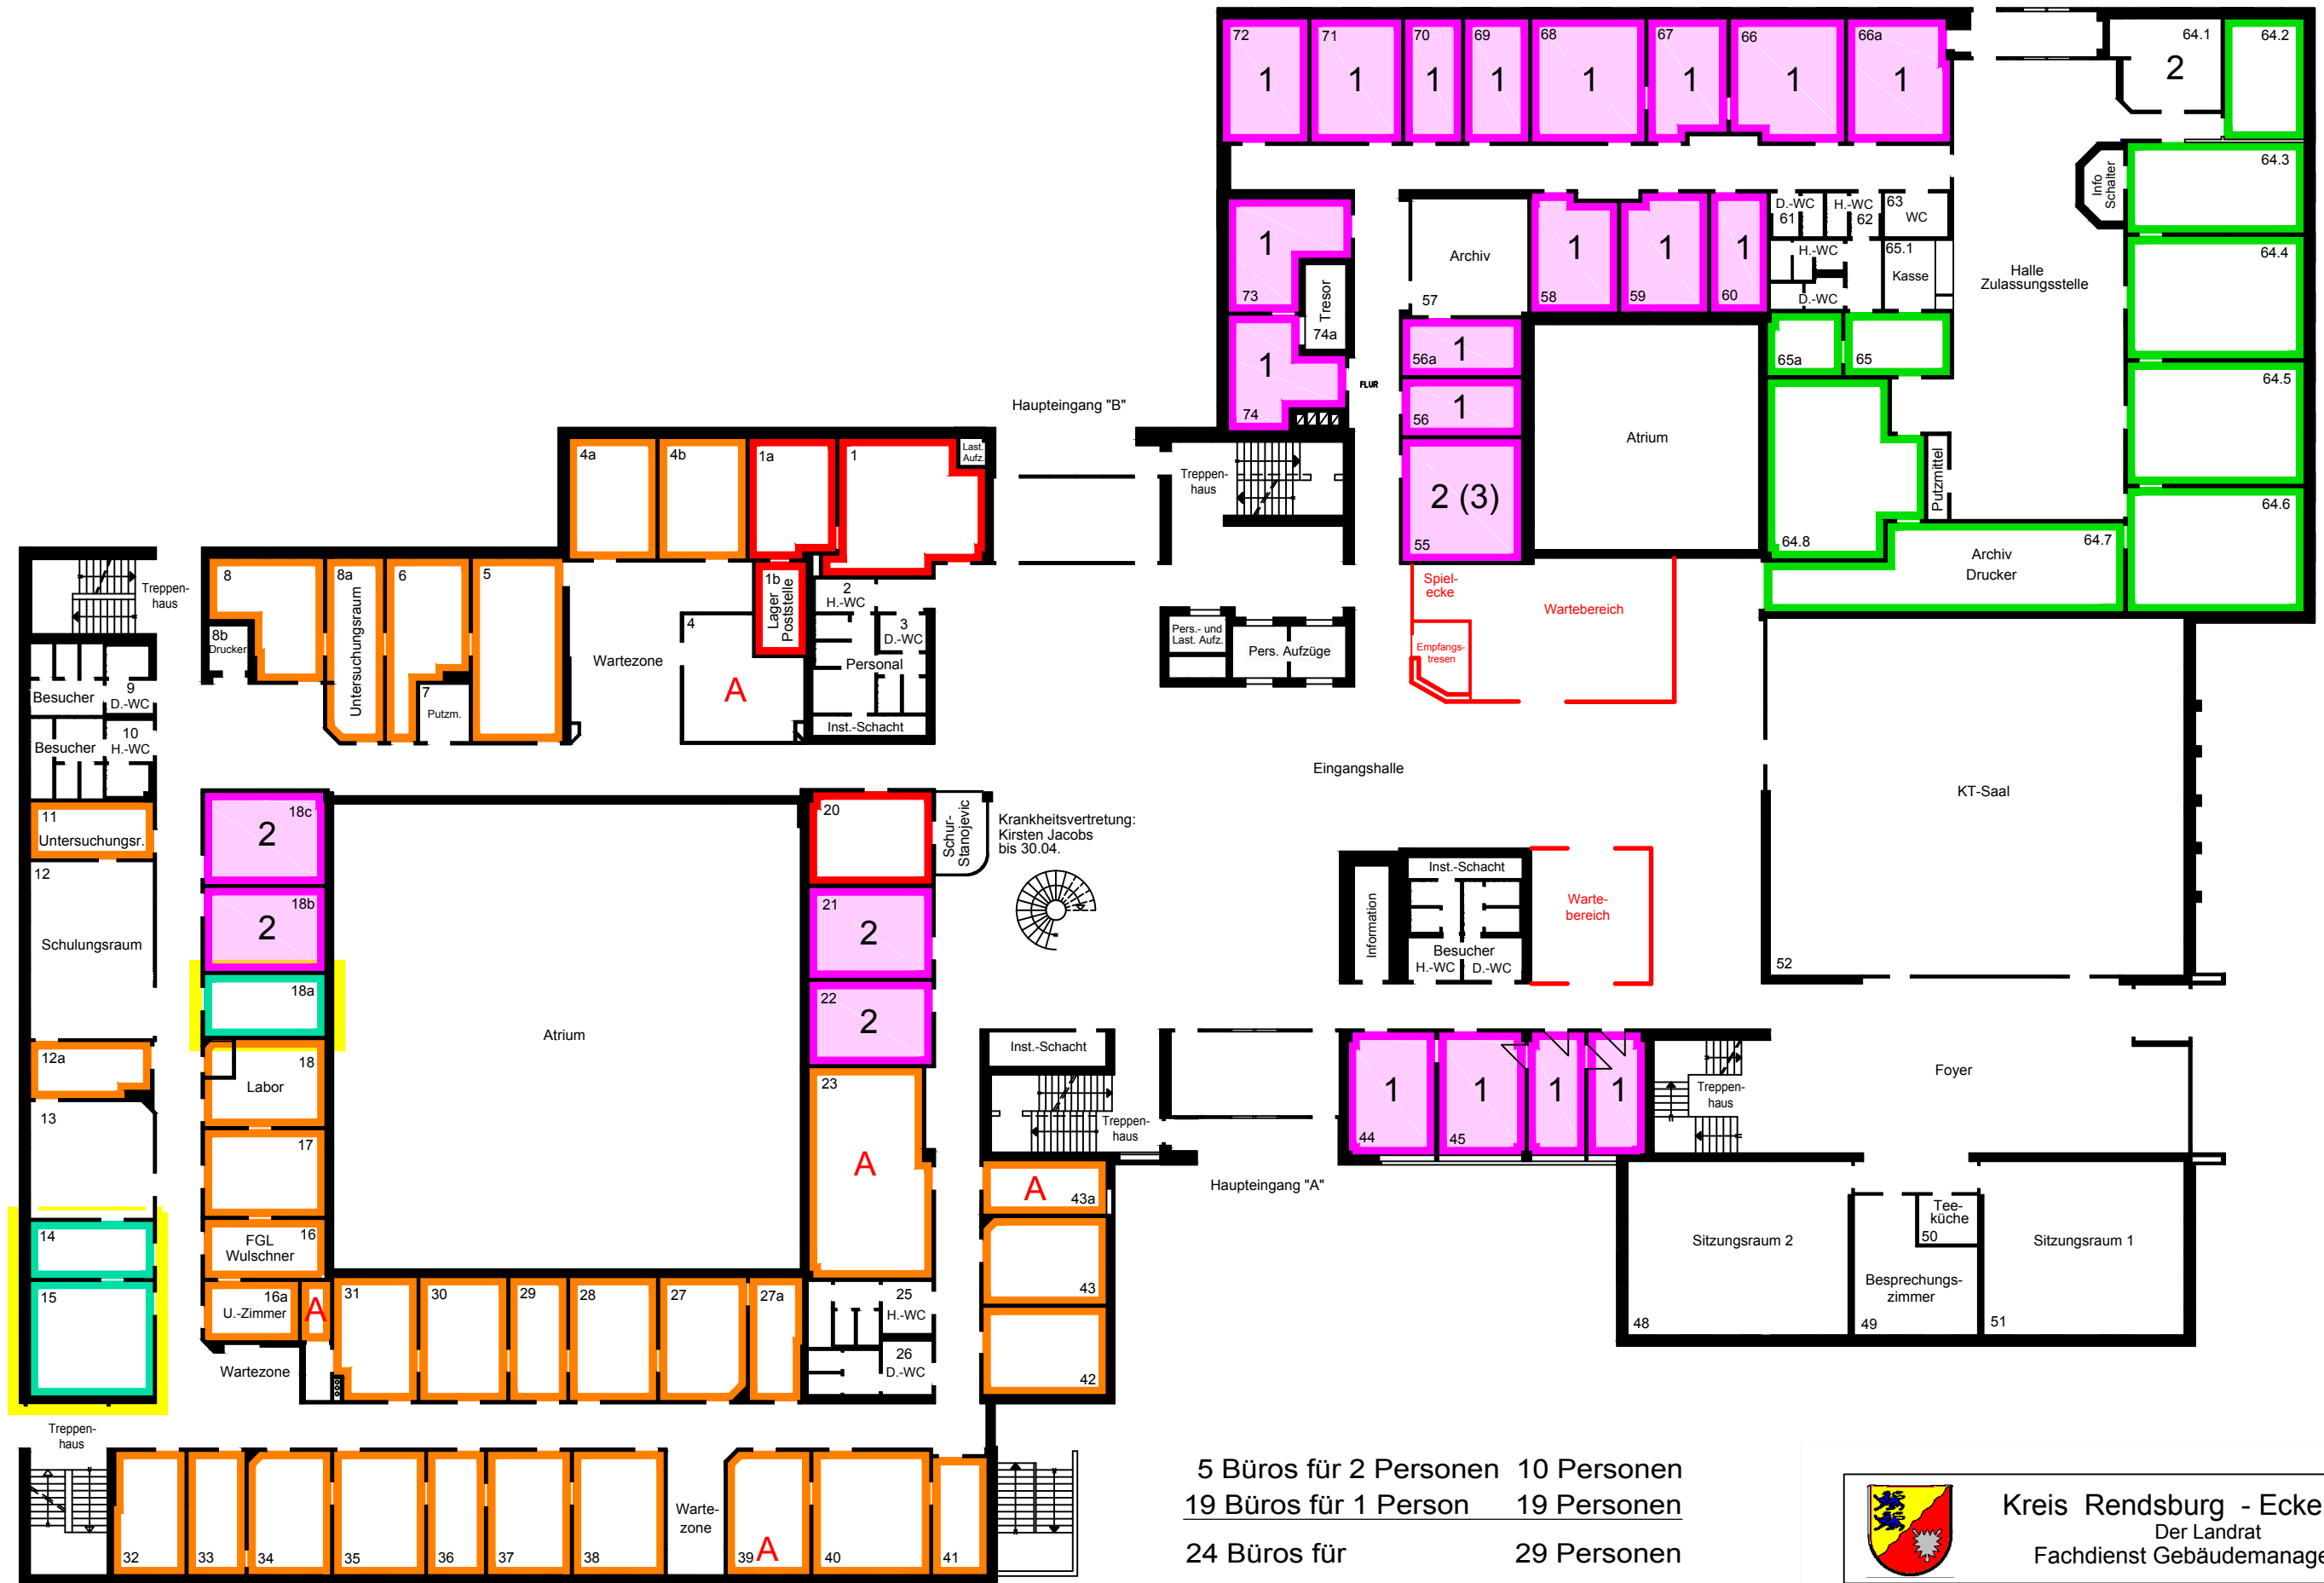 72
71
70
69
68
67
66
66a
64.1
64.2
1
1
1
1
1
1
1
1
2
64.3
Info
Schalter
D.-WC
61
H.-WC
62
63
WC
1
73
Tresor
74a
Archiv
57
1
58
1
59
1
60
H.-WC
D.-WC
65.1
Kasse
Halle
Zulassungsstelle
64.4
1
74
FLUR
56a
1
56
1
2 (3)
55
Atrium
65a
65
64.5
64.8
Putzmittel
64.6
64.7
Archiv
Drucker
Haupteingang "B"
Treppen-
haus
4a
4b
1a
1
Last.
Aufz.
Treppen-
haus
8
8a
Untersuchungsraum
6
5
8b
Drucker
7
Putzm.
Wartezone
4
A
1b
Lager
Poststelle
2
H.-WC
3
D.-WC
Personal
Inst.-Schacht
Pers.- und
Last. Aufz.
Pers. Aufzüge
Spiel-
ecke
Wartebereich
Empfangs-
tresen
Besucher
9
D.-WC
Besucher
10
H.-WC
Eingangshalle
KT-Saal
52
11
Untersuchungsr.
12
Schulungsraum
18c
2
18b
2
18a
Atrium
20
Schur-
Stanojevic
Krankheitsvertretung:
Kirsten Jacobs
bis 30.04.
21
2
22
2
Information
Inst.-Schacht
Besucher
H.-WC
D.-WC
Warte-
bereich
12a
13
18
Labor
17
23
A
Inst.-Schacht
Treppen-
haus
1
44
1
45
1
1
Treppen-
haus
Foyer
14
15
FGL
Wulschner
16
16a
U.-Zimmer
A
43a
A
43
42
Haupteingang "A"
Sitzungsraum 2
48
Tee-
küche
50
Besprechungs-
zimmer
49
Sitzungsraum 1
51
Wartezone
31
30
29
28
27
27a
25
H.-WC
26
D.-WC
Treppen-
haus
32
33
34
35
36
37
38
Warte-
zone
39
A
40
41
5 Büros für 2 Personen 10 Personen
19 Büros für 1 Person 19 Personen
24 Büros für 29 Personen
Kreis Rendsburg - Ecke
Der Landrat
Fachdienst Gebäudemanage